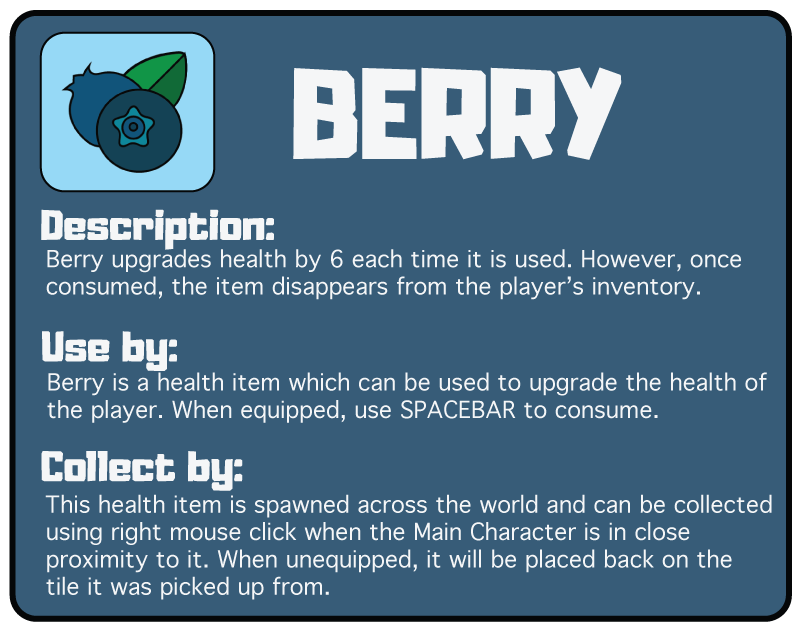 BERRY
Description:
Berry upgrades health by 6 each time it is used. However, once
consumed, the item disappears from the player’s inventory.
Use by:
Berry is a health item which can be used to upgrade the health of
the player. When equipped, use SPACEBAR to consume.
Collect by:
This health item is spawned across the world and can be collected
using right mouse click when the Main Character is in close
proximity to it. When unequipped, it will be placed back on the
tile it was picked up from.